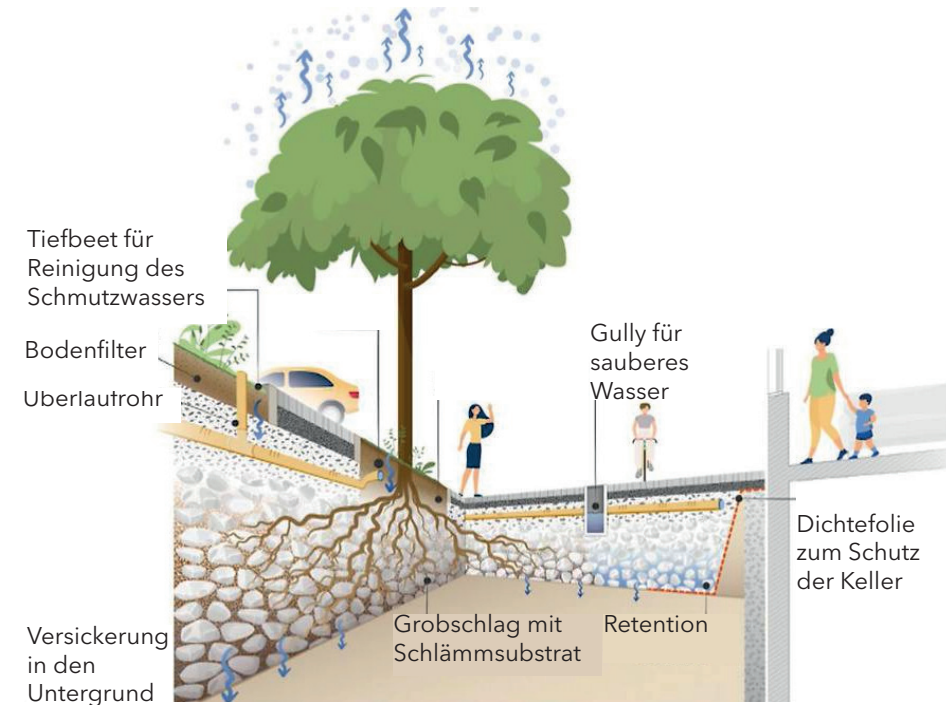 Tiefbeet für
Reinigung des
Schmutzwassers
Bodenfilter
Uberlautrohr
Gully für
sauberes
Wasser
Dichtefolie
zum Schutz
der Keller
Grobschlag mit
Schlämmsubstrat
Retention
Versickerung
in den
Untergrund